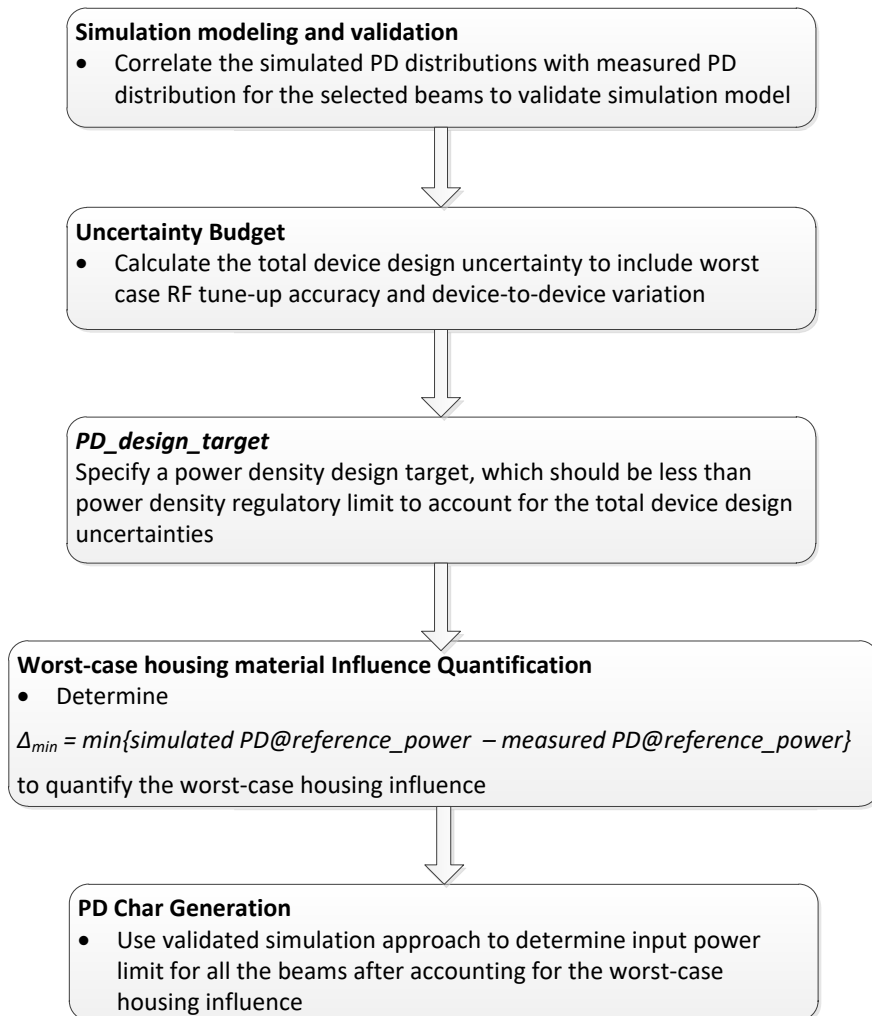 Simulation modeling and validation
• Correlate the simulated PD distributions with measured PD
distribution for the selected beams to validate simulation model
Uncertainty Budget
• Calculate the total device design uncertainty to include worst
case RF tune-up accuracy and device-to-device variation
PD_design_target
Specify a power density design target, which should be less than
power density regulatory limit to account for the total device design
uncertainties
Worst-case housing material Influence Quantification
• Determine
Δmin = min{simulated PD@reference_power – measured PD@reference_power}
to quantify the worst-case housing influence
PD Char Generation
• Use validated simulation approach to determine input power
limit for all the beams after accounting for the worst-case
housing influence